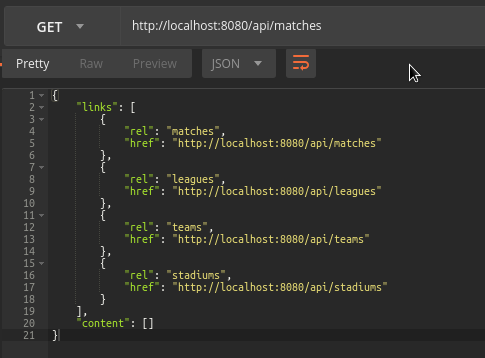 GET http://localhost:8080/api/matches
Pretty Raw Preview JSON
1 {
2 "links": [
3 {
4 "rel": "matches",
5 "href": "http://localhost:8080/api/matches"
6 },
7 {
8 "rel": "leagues",
9 "href": "http://localhost:8080/api/leagues"
10 },
11 {
12 "rel": "teams",
13 "href": "http://localhost:8080/api/teams"
14 },
15 {
16 "rel": "stadiums",
17 "href": "http://localhost:8080/api/stadiums"
18 }
19 ],
20 "content": []
21 }